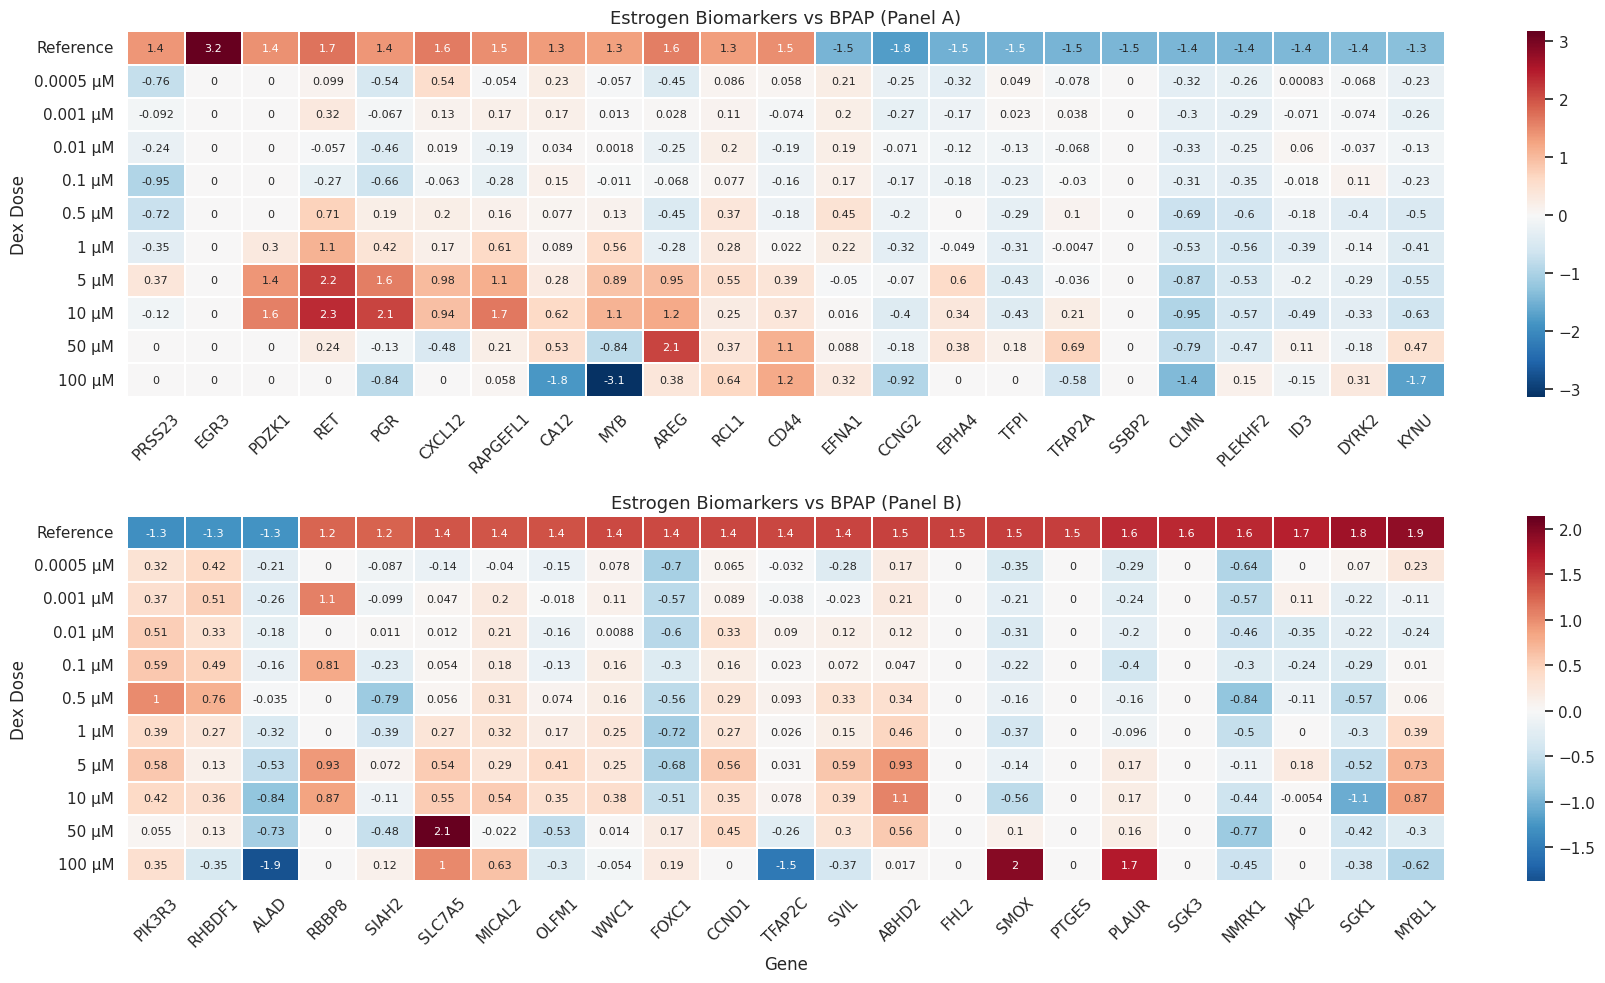 Estrogen Biomarkers vs BPAP (Panel A)
Dex Dose
Reference 1.4 3.2 1.4 1.7 1.4 1.6 1.5 1.3 1.3 1.6 1.3 1.5 -1.5 -1.8 -1.5 -1.5 -1.5 -1.5 -1.4 -1.4 -1.4 -1.4 -1.3
0.0005 μM -0.76 0 0 0.099 -0.54 0.54 -0.054 0.23 -0.057 -0.45 0.086 0.058 0.21 -0.25 -0.32 0.049 -0.078 0 -0.32 -0.26 0.00083 -0.068 -0.23
0.001 μM -0.092 0 0 0.32 -0.067 0.13 0.17 0.17 0.013 0.028 0.11 -0.074 0.2 -0.27 -0.17 0.023 0.038 0 -0.3 -0.29 -0.071 -0.074 -0.26
0.01 μM -0.24 0 0 -0.057 -0.46 0.019 -0.19 0.034 0.0018 -0.25 0.2 -0.19 0.19 -0.071 -0.12 -0.13 -0.068 0 -0.33 -0.25 0.06 -0.037 -0.13
0.1 μM -0.95 0 0 -0.27 -0.66 -0.063 -0.28 0.15 -0.011 -0.068 0.077 -0.16 0.17 -0.17 -0.18 -0.23 -0.03 0 -0.31 -0.35 -0.018 0.11 -0.23
0.5 μM -0.72 0 0 0.71 0.19 0.2 0.16 0.077 0.13 -0.45 0.37 -0.18 0.45 -0.2 0 -0.29 0.1 0 -0.69 -0.6 -0.18 -0.4 -0.5
1 μM -0.35 0 0.3 1.1 0.42 0.17 0.61 0.089 0.56 -0.28 0.28 0.022 0.22 -0.32 -0.049 -0.31 -0.0047 0 -0.53 -0.56 -0.39 -0.14 -0.41
5 μM 0.37 0 1.4 2.2 1.6 0.98 1.1 0.28 0.89 0.95 0.55 0.39 -0.05 -0.07 0.6 -0.43 -0.036 0 -0.87 -0.53 -0.2 -0.29 -0.55
10 μM -0.12 0 1.6 2.3 2.1 0.94 1.7 0.62 1.1 1.2 0.25 0.37 0.016 -0.4 0.34 -0.43 0.21 0 -0.95 -0.57 -0.49 -0.33 -0.63
50 μM 0 0 0 0.24 -0.13 -0.48 0.21 0.53 -0.84 2.1 0.37 1.1 0.088 -0.18 0.38 0.18 0.69 0 -0.79 -0.47 0.11 -0.18 0.47
100 μM 0 0 0 0 -0.84 0 0.058 -1.8 -3.1 0.38 0.64 1.2 0.32 -0.92 0 0 -0.58 0 -1.4 0.15 -0.15 0.31 -1.7
PRSS23 EGR3 PDZK1 RET PGR CXCL12 RAPGEFL1 CA12 MYB AREG RCL1 CD44 EFNA1 CCNG2 EPHA4 TFPI TFAP2A SSBP2 CLMN PLEKHF2 ID3 DYRK2 KYNU
3
2
1
0
−1
−2
−3
Estrogen Biomarkers vs BPAP (Panel B)
Dex Dose
Reference -1.3 -1.3 -1.3 1.2 1.2 1.4 1.4 1.4 1.4 1.4 1.4 1.4 1.4 1.5 1.5 1.5 1.5 1.6 1.6 1.6 1.7 1.8 1.9
0.0005 μM 0.32 0.42 -0.21 0 -0.087 -0.14 -0.04 -0.15 0.078 -0.7 0.065 -0.032 -0.28 0.17 0 -0.35 0 -0.29 0 -0.64 0 0.07 0.23
0.001 μM 0.37 0.51 -0.26 1.1 -0.099 0.047 0.2 -0.018 0.11 -0.57 0.089 -0.038 -0.023 0.21 0 -0.21 0 -0.24 0 -0.57 0.11 -0.22 -0.11
0.01 μM 0.51 0.33 -0.18 0 0.011 0.012 0.21 -0.16 0.0088 -0.6 0.33 0.09 0.12 0.12 0 -0.31 0 -0.2 0 -0.46 -0.35 -0.22 -0.24
0.1 μM 0.59 0.49 -0.16 0.81 -0.23 0.054 0.18 -0.13 0.16 -0.3 0.16 0.023 0.072 0.047 0 -0.22 0 -0.4 0 -0.3 -0.24 -0.29 0.01
0.5 μM 1 0.76 -0.035 0 -0.79 0.056 0.31 0.074 0.16 -0.56 0.29 0.093 0.33 0.34 0 -0.16 0 -0.16 0 -0.84 -0.11 -0.57 0.06
1 μM 0.39 0.27 -0.32 0 -0.39 0.27 0.32 0.17 0.25 -0.72 0.27 0.026 0.15 0.46 0 -0.37 0 -0.096 0 -0.5 0 -0.3 0.39
5 μM 0.58 0.13 -0.53 0.93 0.072 0.54 0.29 0.41 0.25 -0.68 0.56 0.031 0.59 0.93 0 -0.14 0 0.17 0 -0.11 0.18 -0.52 0.73
10 μM 0.42 0.36 -0.84 0.87 -0.11 0.55 0.54 0.35 0.38 -0.51 0.35 0.078 0.39 1.1 0 -0.56 0 0.17 0 -0.44 -0.0054 -1.1 0.87
50 μM 0.055 0.13 -0.73 0 -0.48 2.1 -0.022 -0.53 0.014 0.17 0.45 -0.26 0.3 0.56 0 0.1 0 0.16 0 -0.77 0 -0.42 -0.3
100 μM 0.35 -0.35 -1.9 0 0.12 1 0.63 -0.3 -0.054 0.19 0 -1.5 -0.37 0.017 0 2 0 1.7 0 -0.45 0 -0.38 -0.62
PIK3R3 RHBDF1 ALAD RBBP8 SIAH2 SLC7A5 MICAL2 OLFM1 WWC1 FOXC1 CCND1 TFAP2C SVIL ABHD2 FHL2 SMOX PTGES PLAUR SGK3 NMRK1 JAK2 SGK1 MYBL1
Gene
2.0
1.5
1.0
0.5
0.0
−0.5
−1.0
−1.5